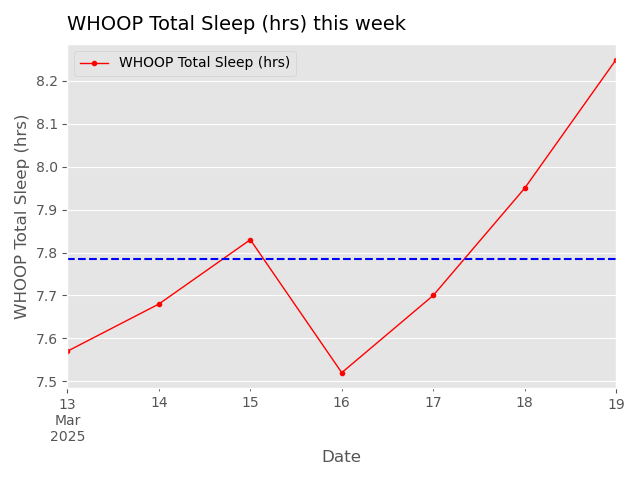 WHOOP Total Sleep (hrs) this week
WHOOP Total Sleep (hrs)
WHOOP Total Sleep (hrs)
8.2
8.1
8.0
7.9
7.8
7.7
7.6
7.5
13 14 15 16 17 18 19
Mar
2025
Date